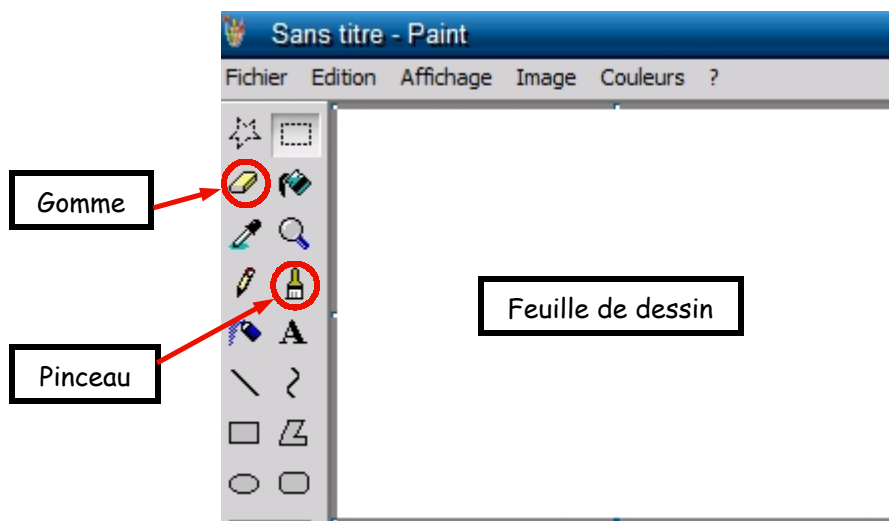 Sans titre - Paint
Fichier Edition Affichage Image Couleurs ?
Gomme
Feuille de dessin
A
Pinceau